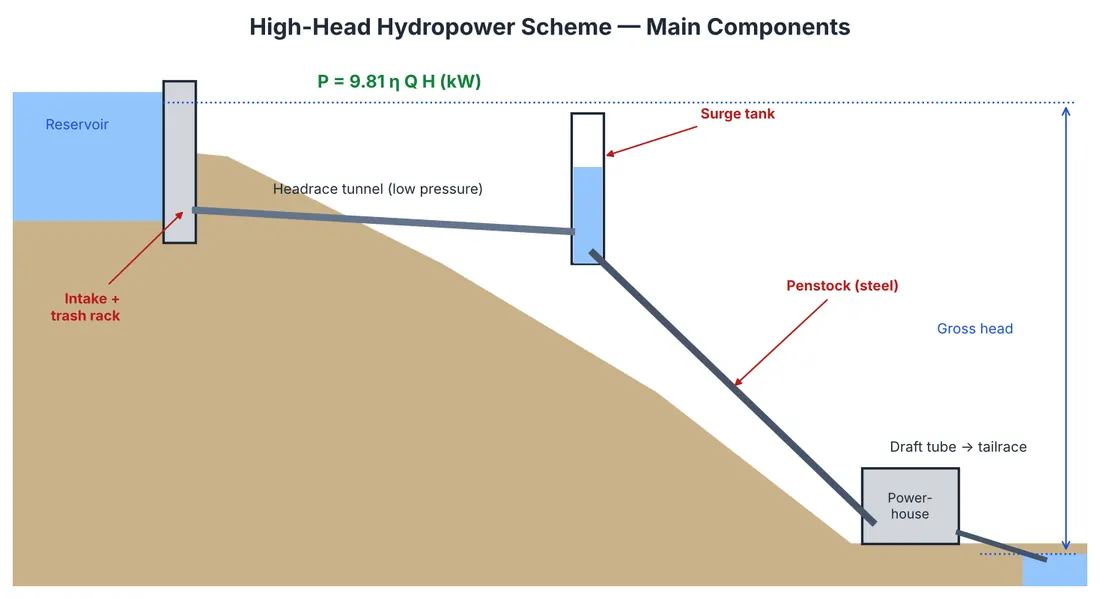 High-Head Hydropower Scheme — Main Components
P = 9.81 η Q H (kW)
Surge tank
Reservoir
Headrace tunnel (low pressure)
Penstock (steel)
Intake +
trash rack
Gross head
Draft tube → tailrace
Power-
house